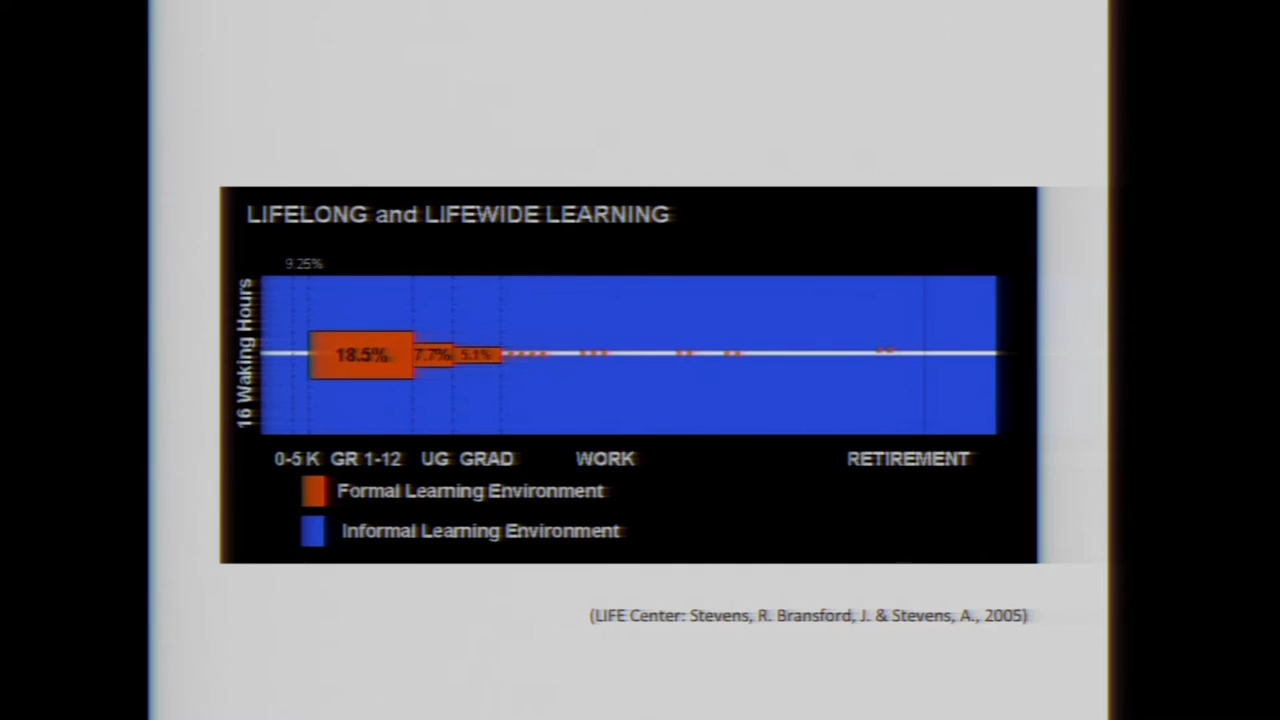 LIFELONG and LIFEWIDE LEARNING
9.25%
16 Waking Hours
18.5% 7.7% 5.1%
0-5 K GR 1-12 UG GRAD WORK RETIREMENT
Formal Learning Environment
Informal Learning Environment
(LIFE Center: Stevens, R. Bransford, J. & Stevens, A., 2005)